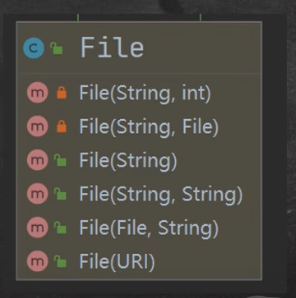 C File
m File(String, int)
m File(String, File)
m File(String)
m File(String, String)
m File(File, String)
m File(URI)